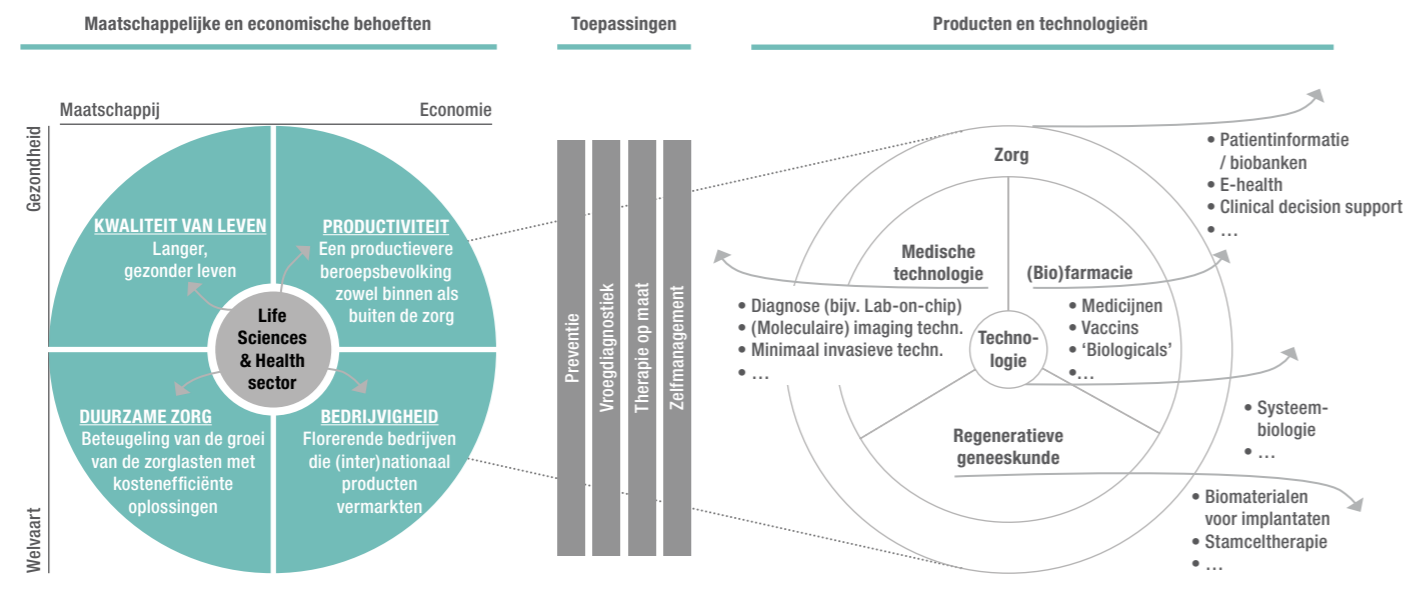 Maatschappelijke en economische behoeften
Toepassingen
Producten en technologieën
Maatschappij
Economie
Gezondheid
Welvaart
KWALITEIT VAN LEVEN
Langer,
gezonder leven
PRODUCTIVITEIT
Een productievere
beroepsbevolking
zowel binnen als
buiten de zorg
Life
Sciences
& Health
sector
DUURZAME ZORG
Beteugeling van de groei
van de zorglasten met
kostenefficiënte
oplossingen
BEDRIJVIGHEID
Florerende bedrijven
die (inter)nationaal
producten
vermarkten
Preventie
Vroegdiagnostiek
Therapie op maat
Zelfmanagement
Zorg
• Patientinformatie
/ biobanken
• E-health
• Clinical decision support
• ...
Medische
technologie
• Diagnose (bijv. Lab-on-chip)
• (Moleculaire) imaging techn.
• Minimaal invasieve techn.
• ...
(Bio)farmacie
• Medicijnen
• Vaccins
• ‘Biologicals’
•...
Techno-
logie
• Systeem-
biologie
• ...
Regeneratieve
geneeskunde
• Biomaterialen
voor implantaten
• Stamceltherapie
• ...